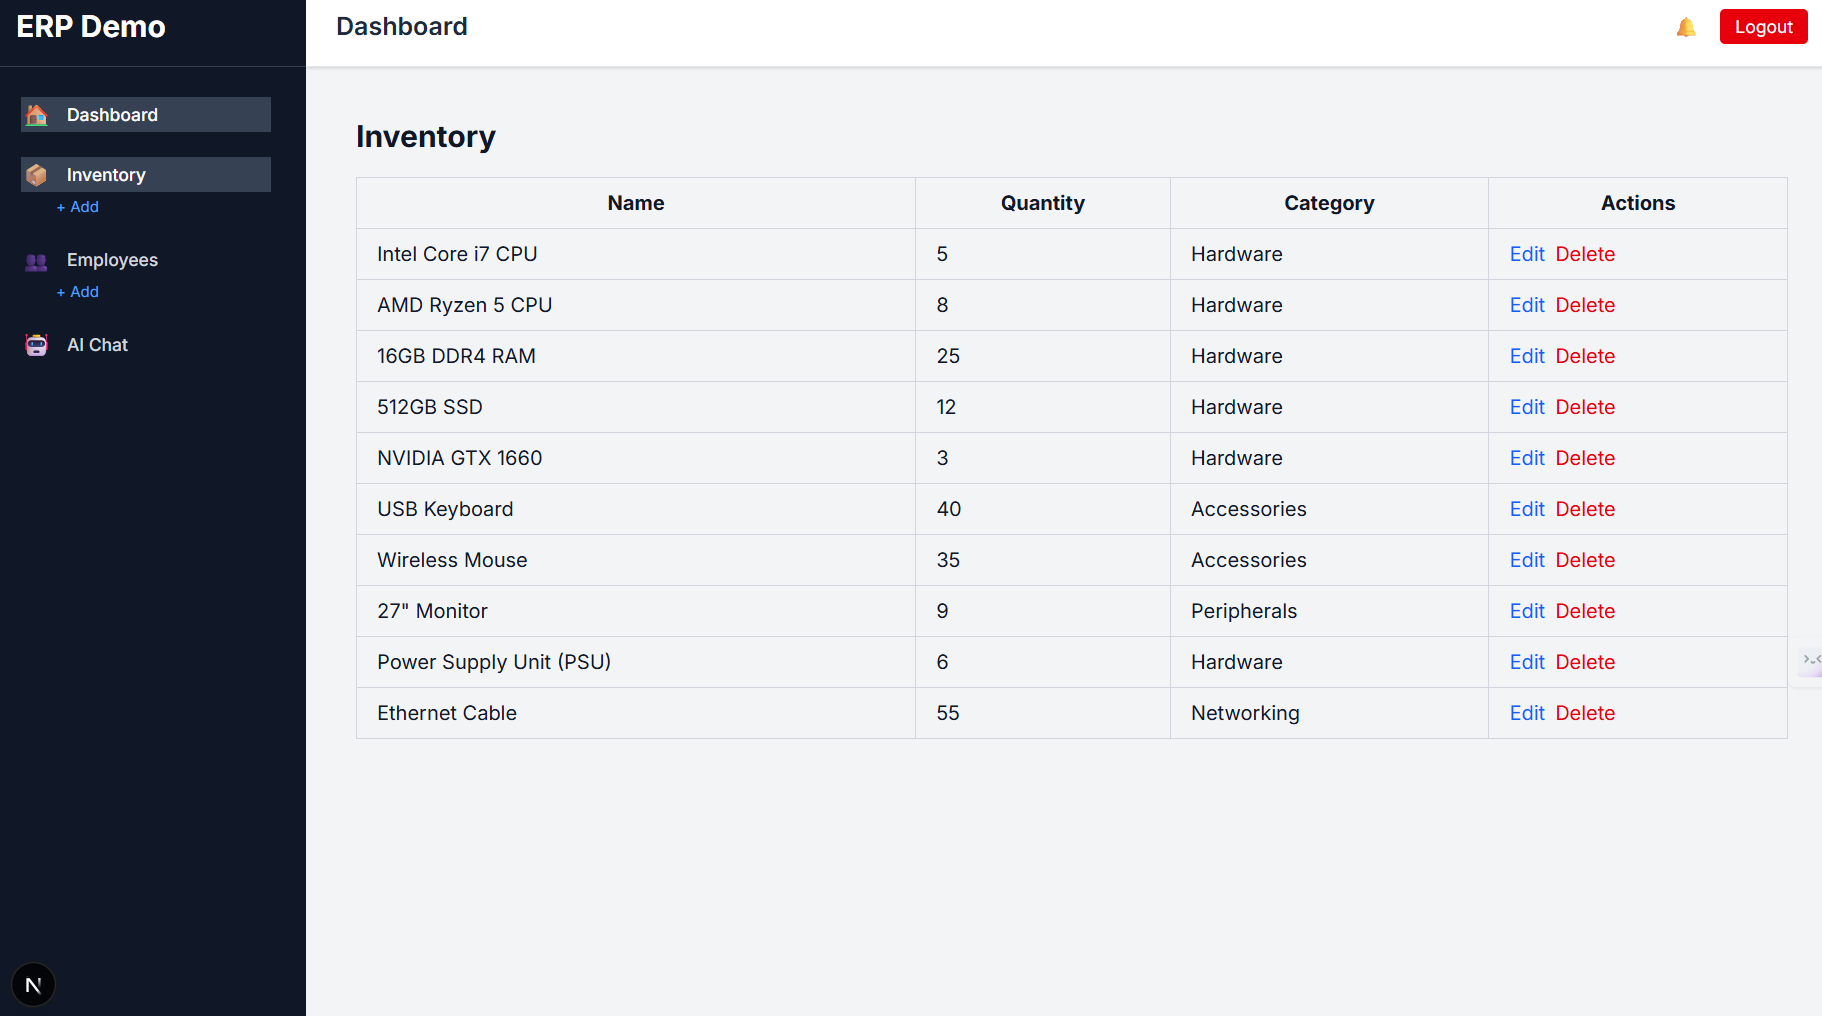 ERP Demo
Dashboard
Logout
Dashboard
Inventory
+ Add
Employees
+ Add
AI Chat
Inventory
Name Quantity Category Actions
Intel Core i7 CPU 5 Hardware Edit Delete
AMD Ryzen 5 CPU 8 Hardware Edit Delete
16GB DDR4 RAM 25 Hardware Edit Delete
512GB SSD 12 Hardware Edit Delete
NVIDIA GTX 1660 3 Hardware Edit Delete
USB Keyboard 40 Accessories Edit Delete
Wireless Mouse 35 Accessories Edit Delete
27" Monitor 9 Peripherals Edit Delete
Power Supply Unit (PSU) 6 Hardware Edit Delete
Ethernet Cable 55 Networking Edit Delete
N